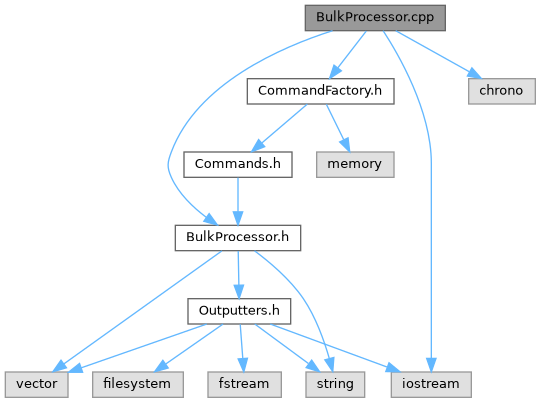 BulkProcessor.cpp
CommandFactory.h
chrono
Commands.h
memory
BulkProcessor.h
Outputters.h
vector
filesystem
fstream
string
iostream